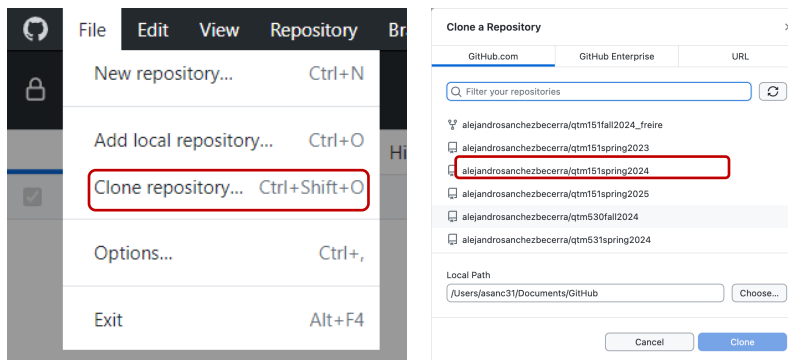 File Edit View Repository Br
New repository... Ctrl+N
Add local repository... Ctrl+O
Hi
Clone repository... Ctrl+Shift+O
Options... Ctrl+,
Exit Alt+F4
Clone a Repository
GitHub.com GitHub Enterprise URL
Filter your repositories
alejandrosanchezbecerra/qtm151fall2024_freire
alejandrosanchezbecerra/qtm151spring2023
alejandrosanchezbecerra/qtm151spring2024
alejandrosanchezbecerra/qtm151spring2025
alejandrosanchezbecerra/qtm530fall2024
alejandrosanchezbecerra/qtm531spring2024
Local Path
/Users/asanc31/Documents/GitHub Choose...
Cancel Clone